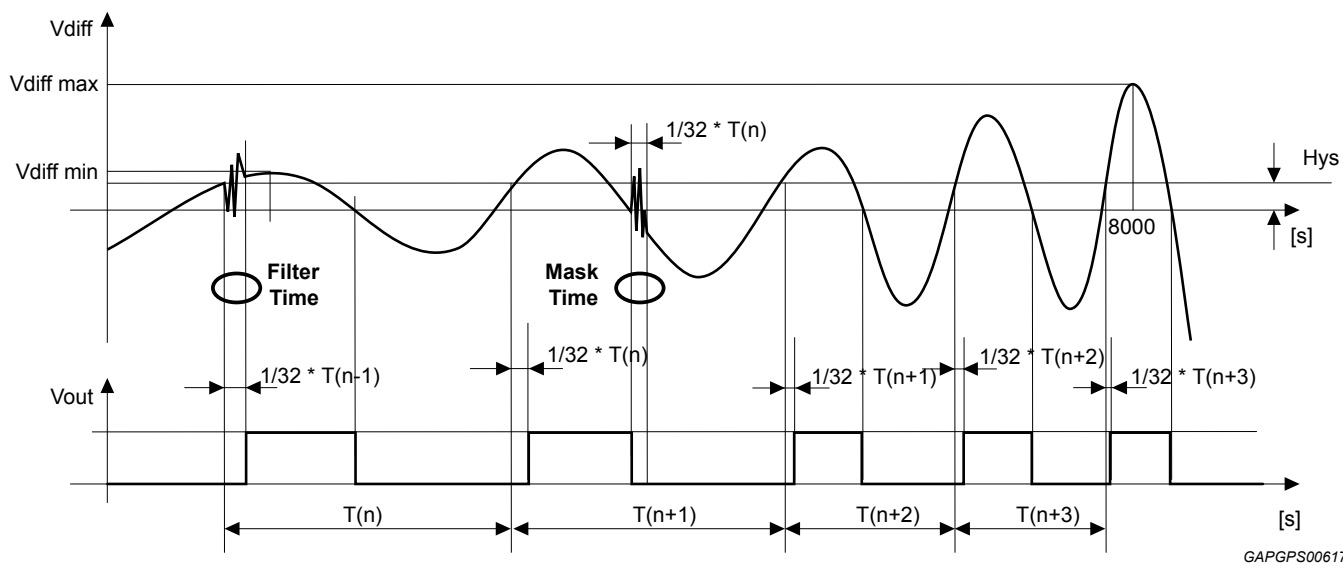 Vdiff
Vdiff max
1/32 * T(n)
Vdiff min
Hys
8000
[s]
Filter
Time
Mask
Time
1/32 * T(n-1)
1/32 * T(n)
1/32 * T(n+1)
1/32 * T(n+2)
1/32 * T(n+3)
Vout
T(n)
T(n+1)
T(n+2)
T(n+3)
[s]
GAPGPS00617